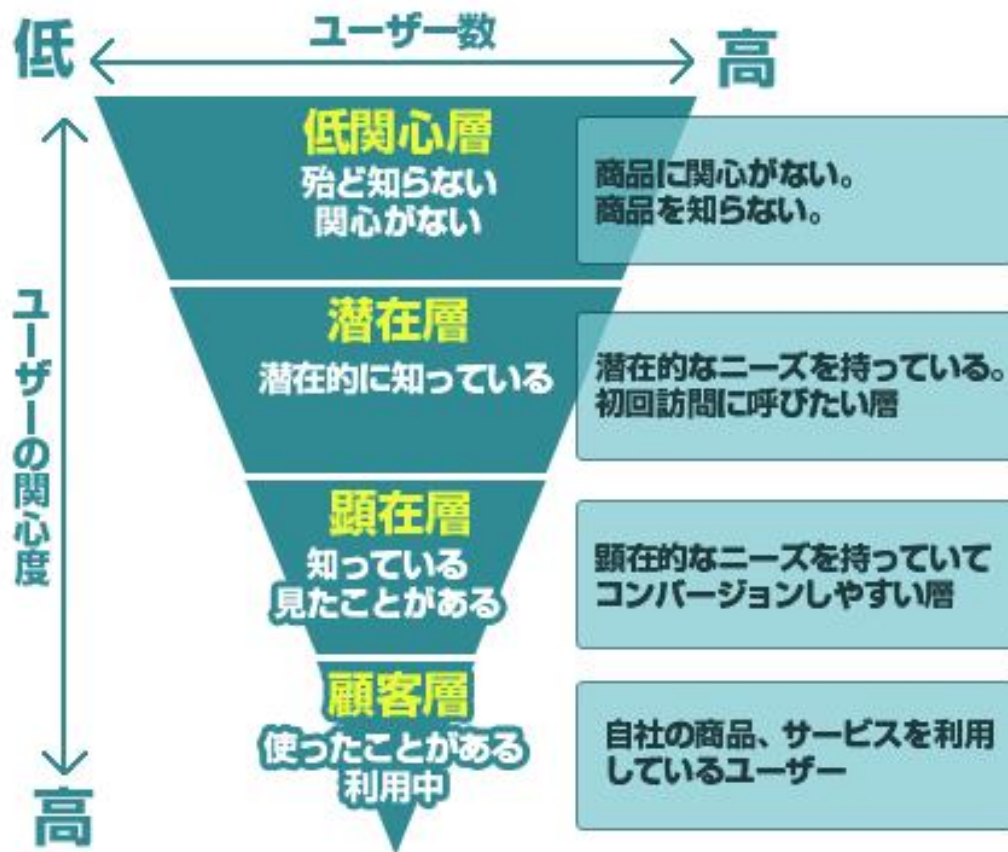 ユーザー数
低
高
ユーザーの関心度
低関心層
殆ど知らない
関心がない
商品に関心がない。
商品を知らない。
潜在層
潜在的に知っている
潜在的なニーズを持っている。
初回訪問に呼びたい層
顕在層
知っている
見たことがある
顕在的なニーズを持っていて
コンバージョンしやすい層
顧客層
使ったことがある
利用中
自社の商品、サービスを利用
しているユーザー
高